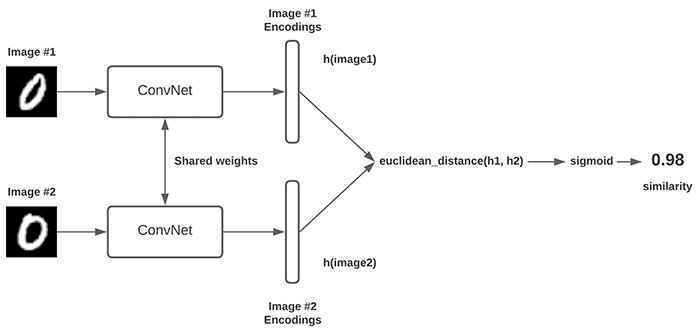 Image #1
Encodings
Image #1
h(image1)
ConvNet
Shared weights
euclidean_distance(h1, h2)
sigmoid
0.98
similarity
Image #2
ConvNet
h(image2)
Image #2
Encodings